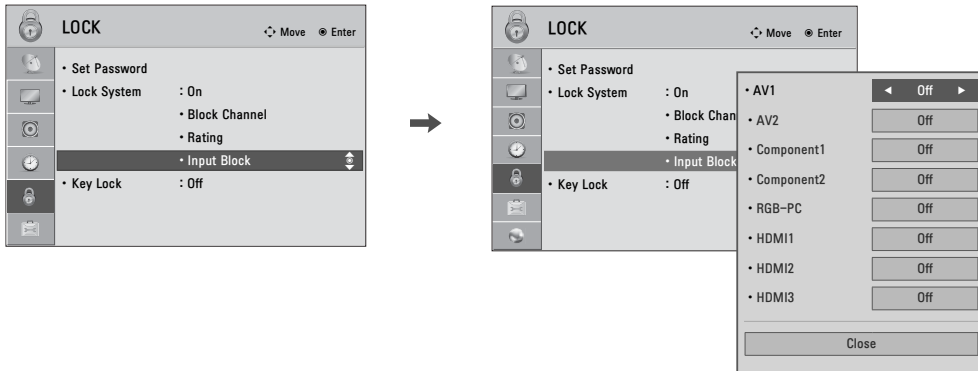 LOCK
Move Enter
• Set Password
• Lock System : On
• Block Channel
• Rating
• Input Block
• Key Lock : Off
LOCK
Move Enter
• Set Password
• Lock System : On
• Block Chan
• Rating
• Input Block
• Key Lock : Off
• AV1 ◄ Off ►
• AV2 Off
• Component1 Off
• Component2 Off
• RGB-PC Off
• HDMI1 Off
• HDMI2 Off
• HDMI3 Off
Close